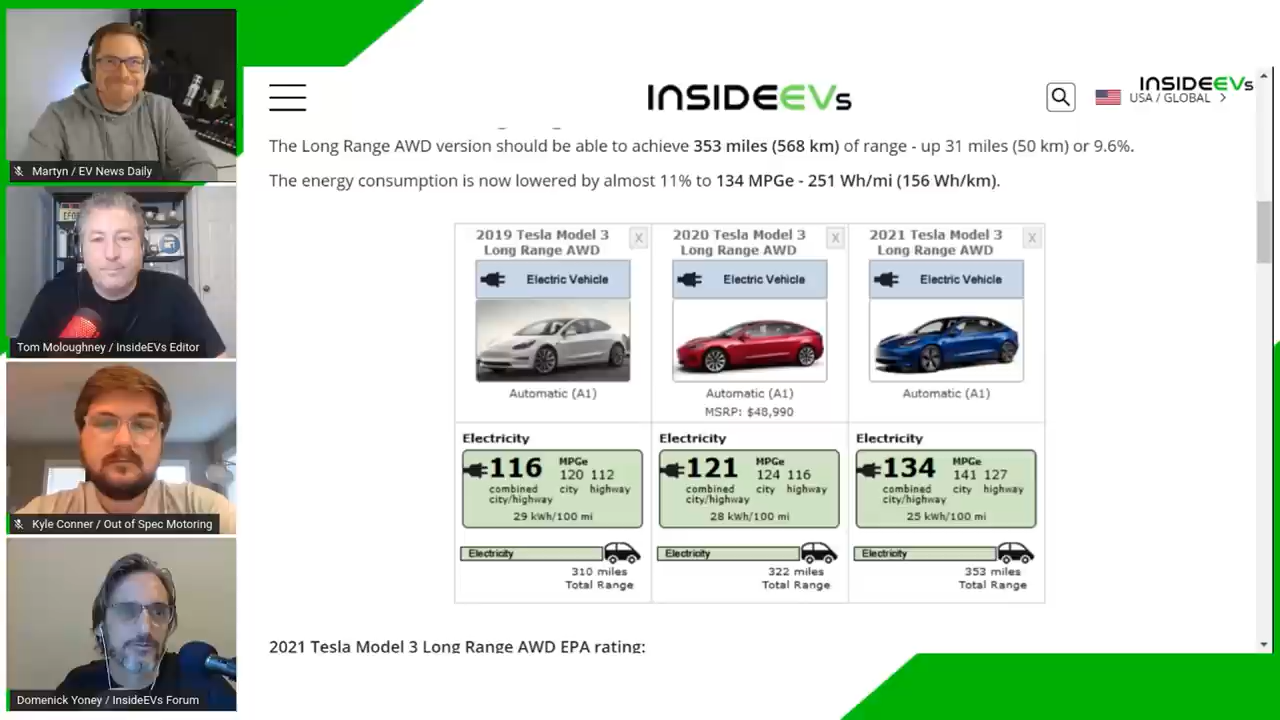 Martyn / EV News Daily
Tom Moloughney / InsideEVs Editor
Kyle Conner / Out of Spec Motoring
Domenick Yoney / InsideEVs Forum
INSIDEEVs
INSIDEEVs
USA / GLOBAL
The Long Range AWD version should be able to achieve 353 miles (568 km) of range - up 31 miles (50 km) or 9.6%.
The energy consumption is now lowered by almost 11% to 134 MPGe - 251 Wh/mi (156 Wh/km).
2019 Tesla Model 3
Long Range AWD
X
Electric Vehicle
Automatic (A1)
Electricity
116
MPGe
120 112
combined
city/highway
city highway
29 kWh/100 mi
Electricity
310 miles
Total Range
2020 Tesla Model 3
Long Range AWD
X
Electric Vehicle
Automatic (A1)
MSRP: $48,990
Electricity
121
MPGe
124 116
combined
city/highway
city highway
28 kWh/100 mi
Electricity
322 miles
Total Range
2021 Tesla Model 3
Long Range AWD
X
Electric Vehicle
Automatic (A1)
Electricity
134
MPGe
141 127
combined
city/highway
city highway
25 kWh/100 mi
Electricity
353 miles
Total Range
2021 Tesla Model 3 Long Range AWD EPA rating: